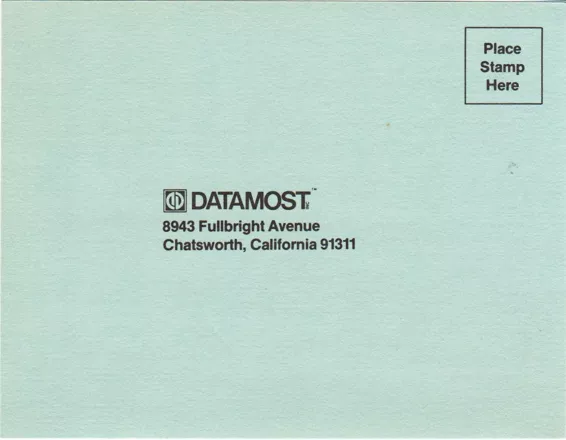 Place
Stamp
Here
DATAMOST™
8943 Fullbright Avenue
Chatsworth, California 91311